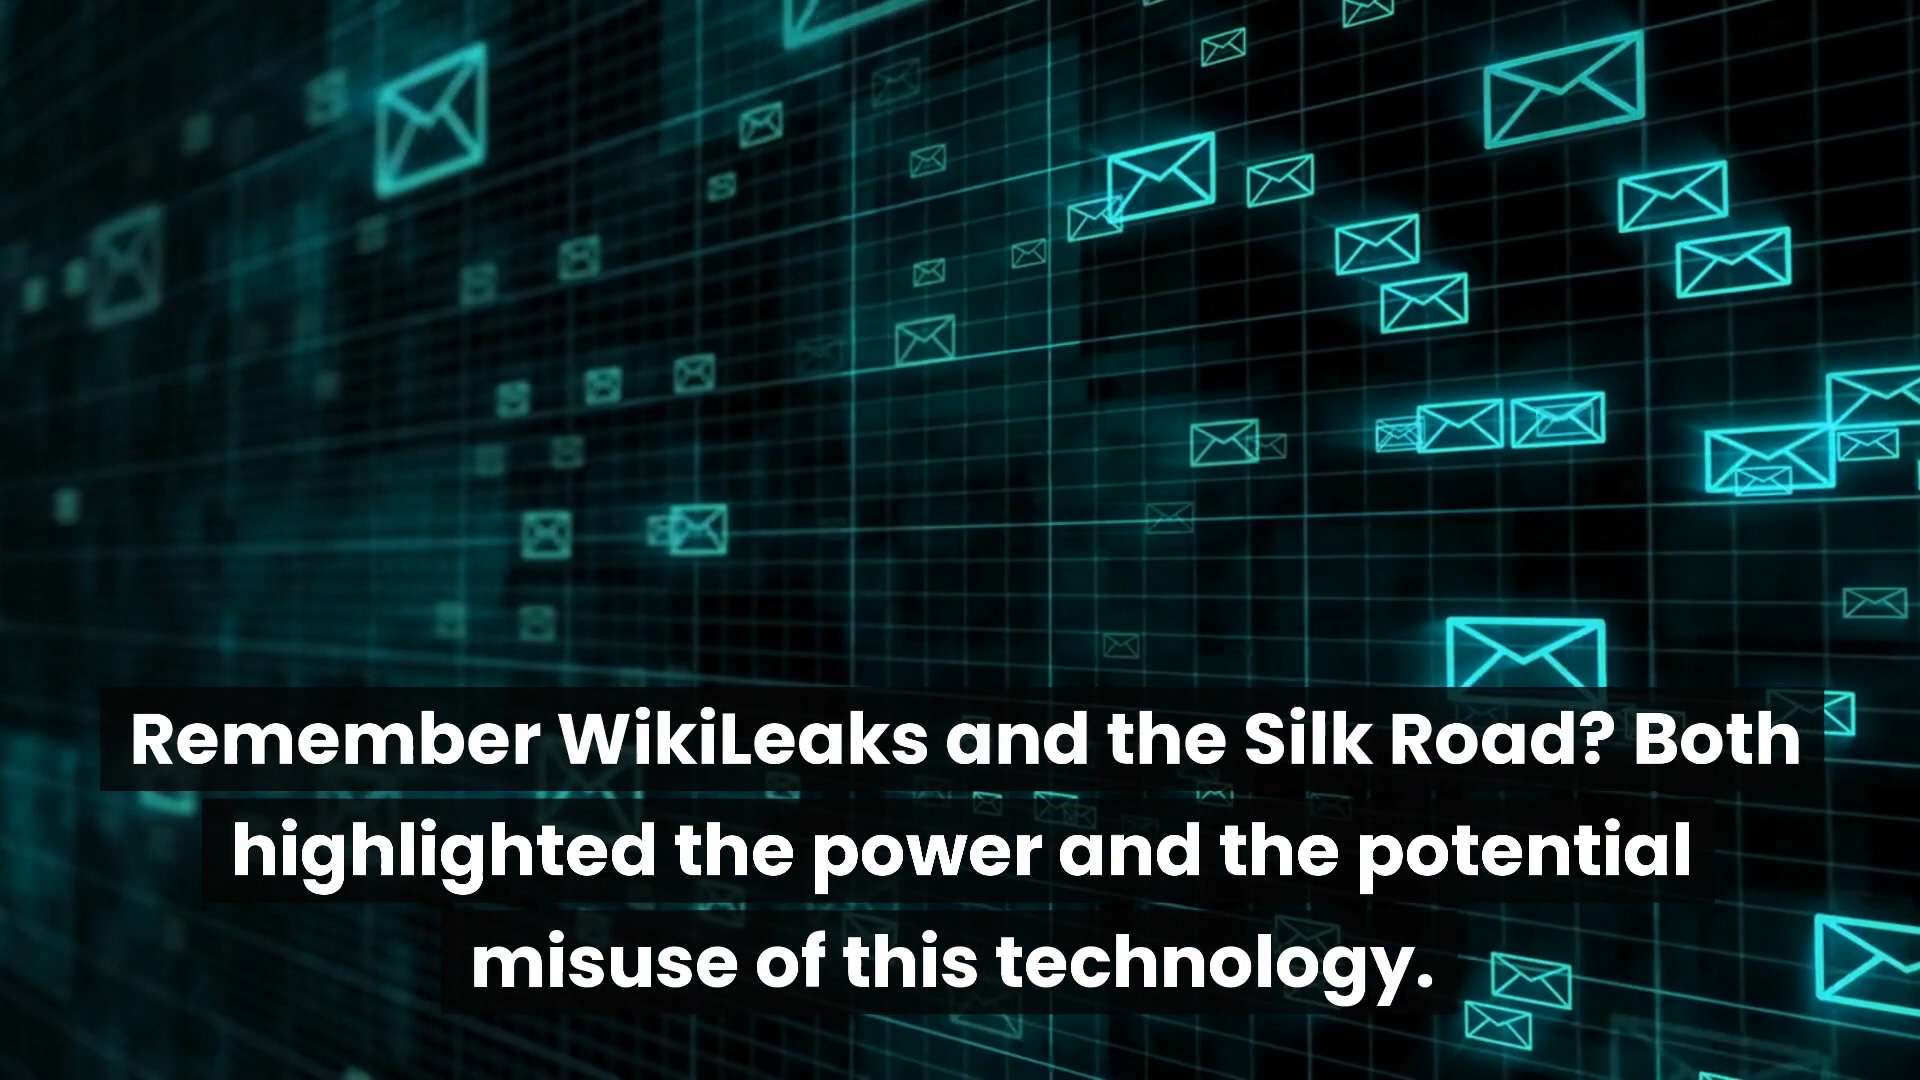 Remember WikiLeaks and the Silk Road? Both
highlighted the power and the potential
misuse of this technology.